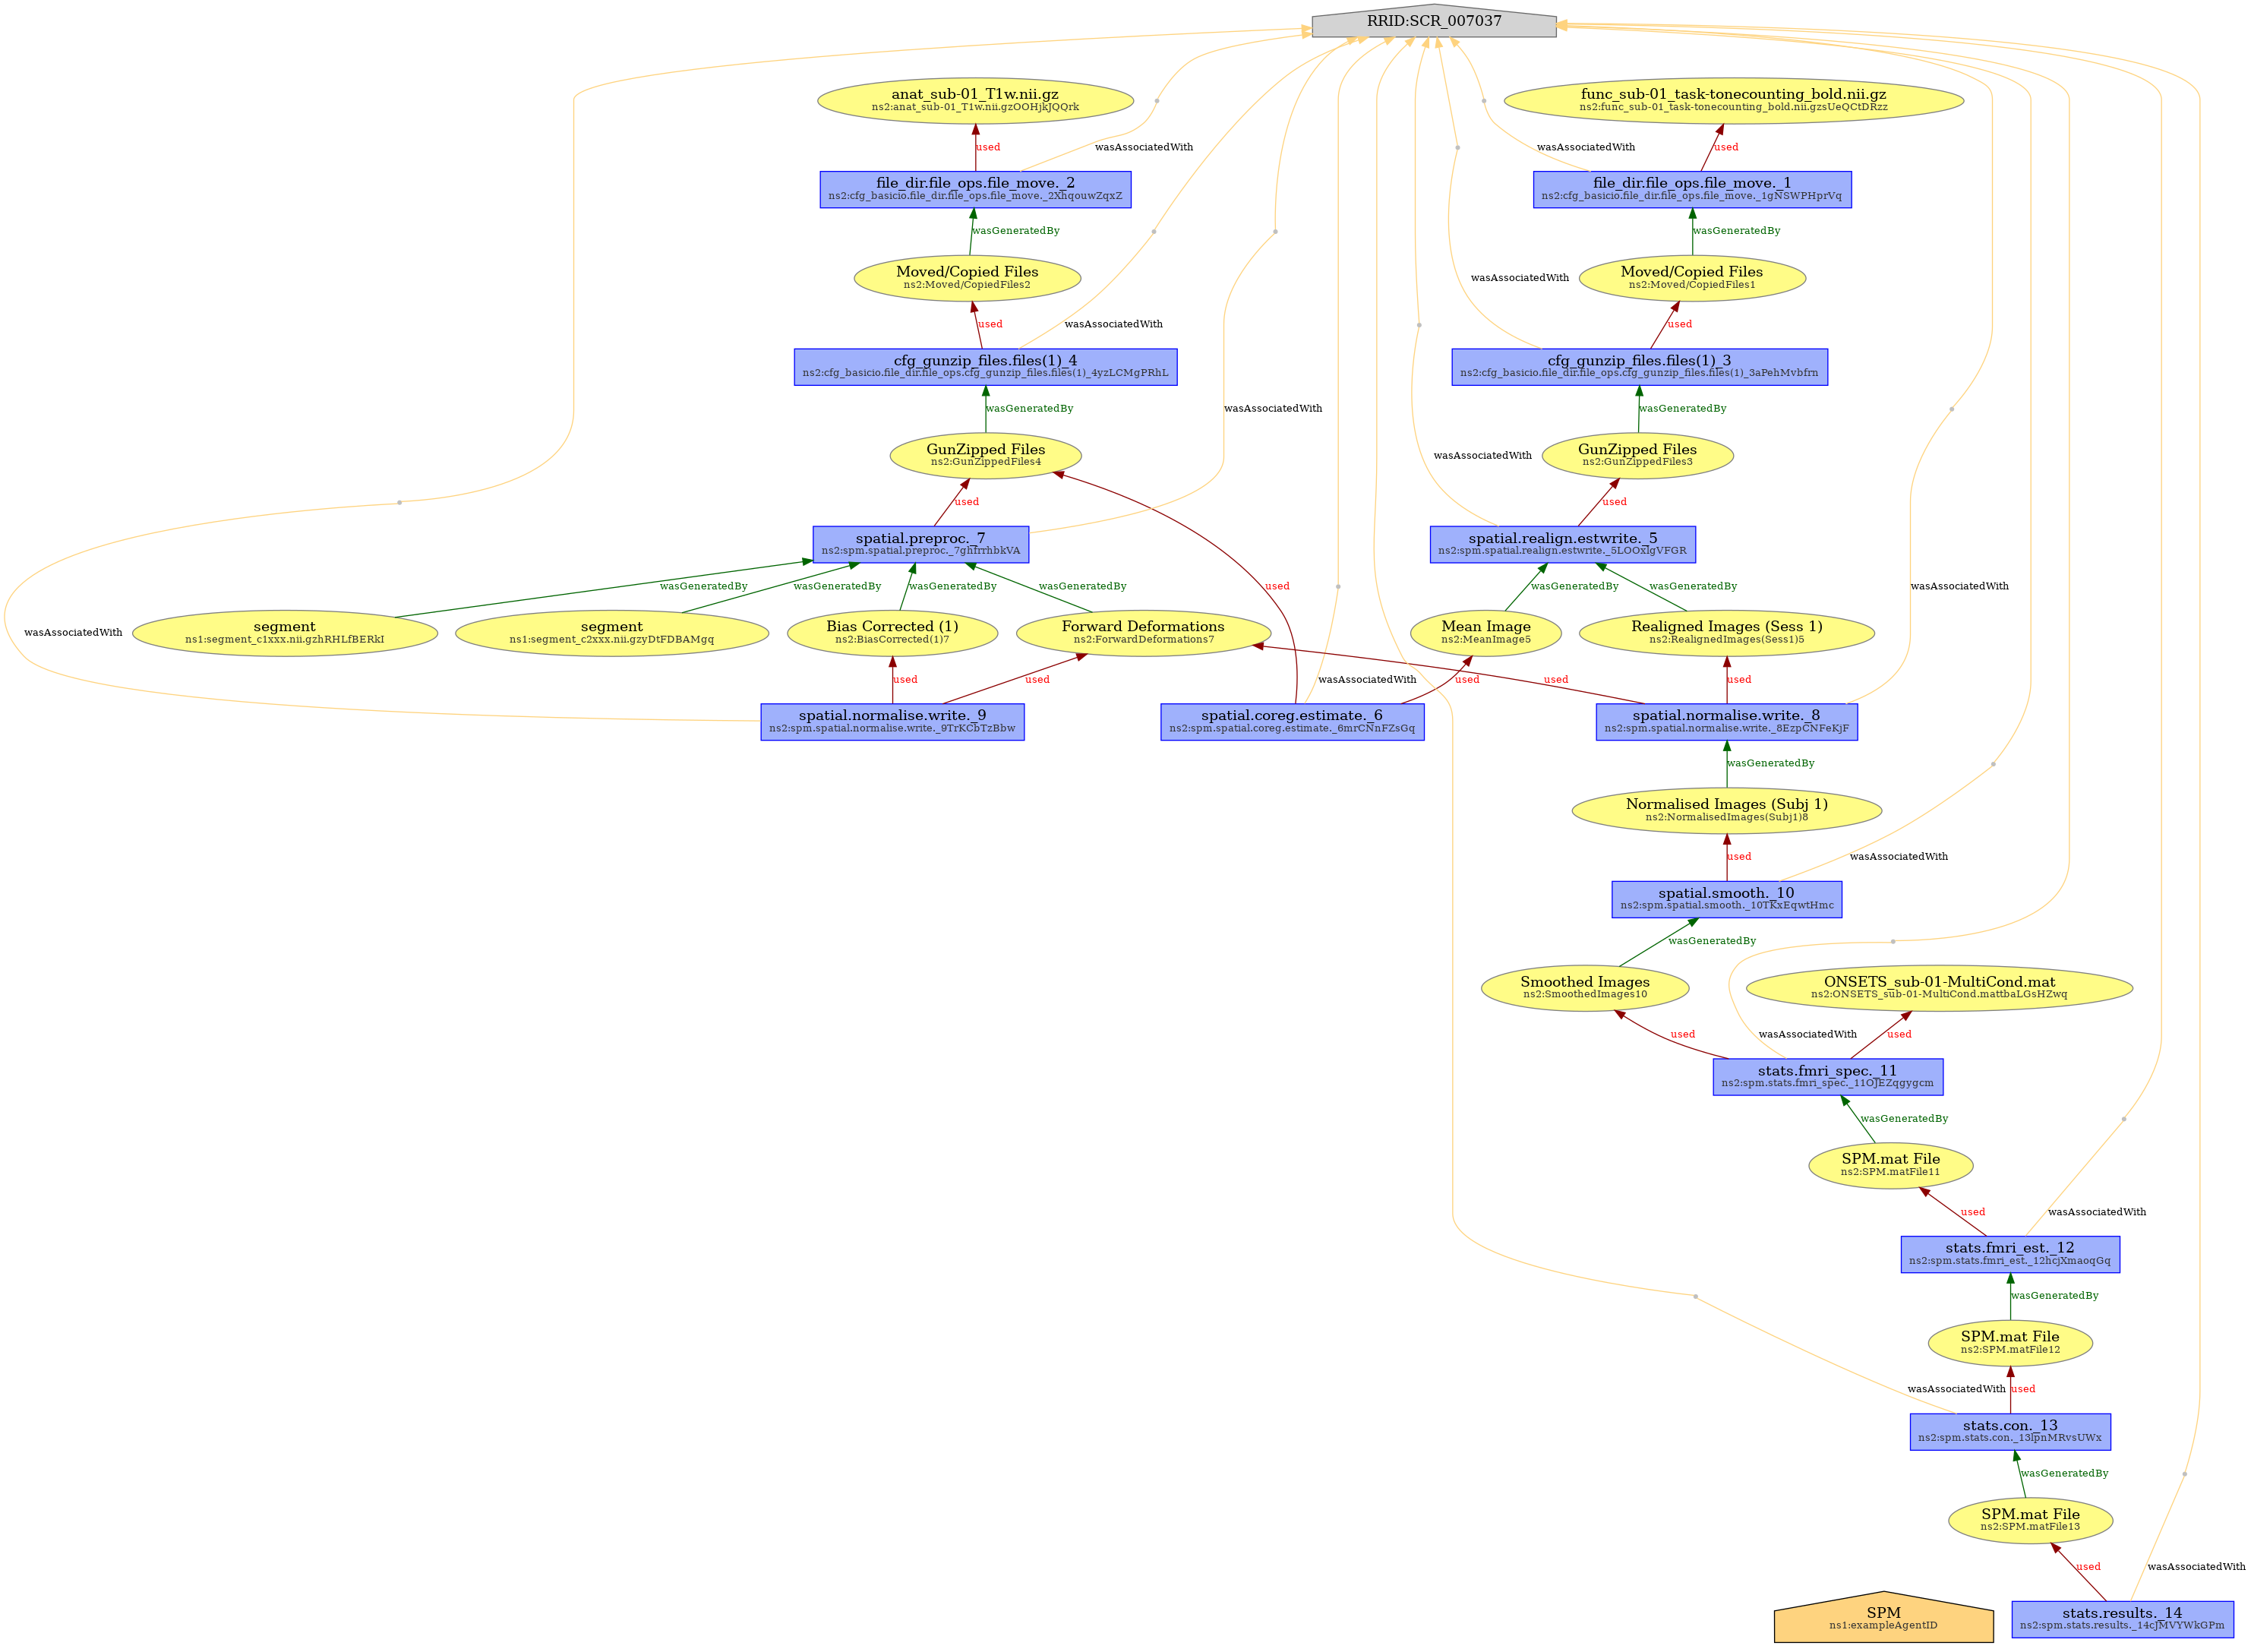 RRID:SCR_007037
anat_sub-01_T1w.nii.gz
ns2:anat_sub-01_T1w.nii.gzOOHjkJQQrk
func_sub-01_task-tonecounting_bold.nii.gz
ns2:func_sub-01_task-tonecounting_bold.nii.gzsUeQCtDRzz
used
wasAssociatedWith
wasAssociatedWith
used
file_dir.file_ops.file_move._2
ns2:cfg_basicio.file_dir.file_ops.file_move._2XhqouwZqxZ
file_dir.file_ops.file_move._1
ns2:cfg_basicio.file_dir.file_ops.file_move._1gNSWPHprVq
wasGeneratedBy
wasGeneratedBy
Moved/Copied Files
ns2:Moved/CopiedFiles2
Moved/Copied Files
ns2:Moved/CopiedFiles1
wasAssociatedWith
used
wasAssociatedWith
used
cfg_gunzip_files.files(1)_4
ns2:cfg_basicio.file_dir.file_ops.cfg_gunzip_files.files(1)_4yzLCMgPRhL
cfg_gunzip_files.files(1)_3
ns2:cfg_basicio.file_dir.file_ops.cfg_gunzip_files.files(1)_3aPehMvbfrn
wasGeneratedBy
wasAssociatedWith
wasGeneratedBy
GunZipped Files
ns2:GunZippedFiles4
GunZipped Files
ns2:GunZippedFiles3
wasAssociatedWith
used
used
spatial.preproc._7
ns2:spm.spatial.preproc._7ghfrrhbkVA
spatial.realign.estwrite._5
ns2:spm.spatial.realign.estwrite._5LOOxlgVFGR
wasGeneratedBy
wasGeneratedBy
wasGeneratedBy
wasGeneratedBy
used
wasGeneratedBy
wasGeneratedBy
wasAssociatedWith
wasAssociatedWith
segment
ns1:segment_c1xxx.nii.gzhRHLfBERkI
segment
ns1:segment_c2xxx.nii.gzyDtFDBAMgq
Bias Corrected (1)
ns2:BiasCorrected(1)7
Forward Deformations
ns2:ForwardDeformations7
Mean Image
ns2:MeanImage5
Realigned Images (Sess 1)
ns2:RealignedImages(Sess1)5
used
used
wasAssociatedWith
used
used
used
spatial.normalise.write._9
ns2:spm.spatial.normalise.write._9TrKCbTzBbw
spatial.coreg.estimate._6
ns2:spm.spatial.coreg.estimate._6mrCNnFZsGq
spatial.normalise.write._8
ns2:spm.spatial.normalise.write._8EzpCNFeKjF
wasGeneratedBy
Normalised Images (Subj 1)
ns2:NormalisedImages(Subj1)8
used
wasAssociatedWith
spatial.smooth._10
ns2:spm.spatial.smooth._10TKxEqwtHmc
wasGeneratedBy
Smoothed Images
ns2:SmoothedImages10
ONSETS_sub-01-MultiCond.mat
ns2:ONSETS_sub-01-MultiCond.mattbaLGsHZwq
used
wasAssociatedWith
used
stats.fmri_spec._11
ns2:spm.stats.fmri_spec._11OJEZqgygcm
wasGeneratedBy
SPM.mat File
ns2:SPM.matFile11
used
wasAssociatedWith
stats.fmri_est._12
ns2:spm.stats.fmri_est._12hcjXmaoqGq
wasGeneratedBy
SPM.mat File
ns2:SPM.matFile12
wasAssociatedWith
used
stats.con._13
ns2:spm.stats.con._13lpnMRvsUWx
wasGeneratedBy
SPM.mat File
ns2:SPM.matFile13
used
wasAssociatedWith
SPM
ns1:exampleAgentID
stats.results._14
ns2:spm.stats.results._14cJMVYWkGPm